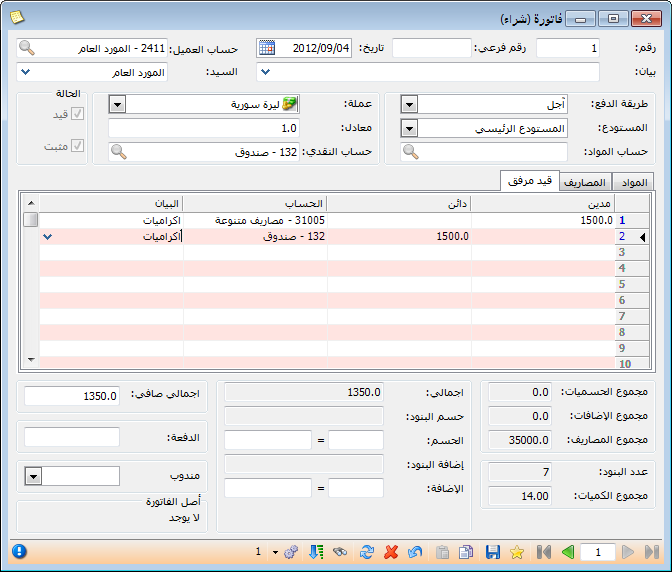 فاتورة (شراء)
رقم: 1 رقم فرعي: تاريخ: 2012/09/04 حساب العميل: 2411 - المورد العام
بيان: السيد: المورد العام
طريقة الدفع: أجل
المستودع: المستودع الرئيسي
حساب المواد:
عملة: ليرة سورية
معادل: 1.0
حساب النقدي: 132 - صندوق
الحالة
قيد
مثبت
المواد المصاريف قيد مرفق
مدين دائن الحساب البيان
1 1500.0 31005 - مصاريف متنوعة اكراميات
2 1500.0 132 - صندوق اكراميات
3
4
5
6
7
8
9
10
مجموع الحسميات: 0.0
مجموع الإضافات: 0.0
مجموع المصاريف: 35000.0
عدد البنود: 7
مجموع الكميات: 14.00
اجمالي: 1350.0
حسم البنود:
الحسم: =
إضافة البنود:
الإضافة: =
اجمالي صافي: 1350.0
الدفعة:
مندوب
أصل الفاتورة
لا يوجد
1 1